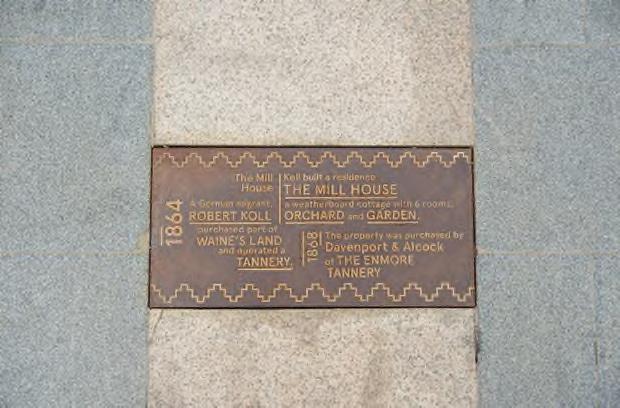 The Mill
House
1864
A German migrant,
ROBERT KOLL
purchased part of
WAINE'S LAND
and operated a
TANNERY.
Koll built a residence
THE MILL HOUSE
a weatherboard cottage with 6 rooms,
ORCHARD and GARDEN.
1868
The property was purchased by
Davenport & Alcock
of THE ENMORE
TANNERY